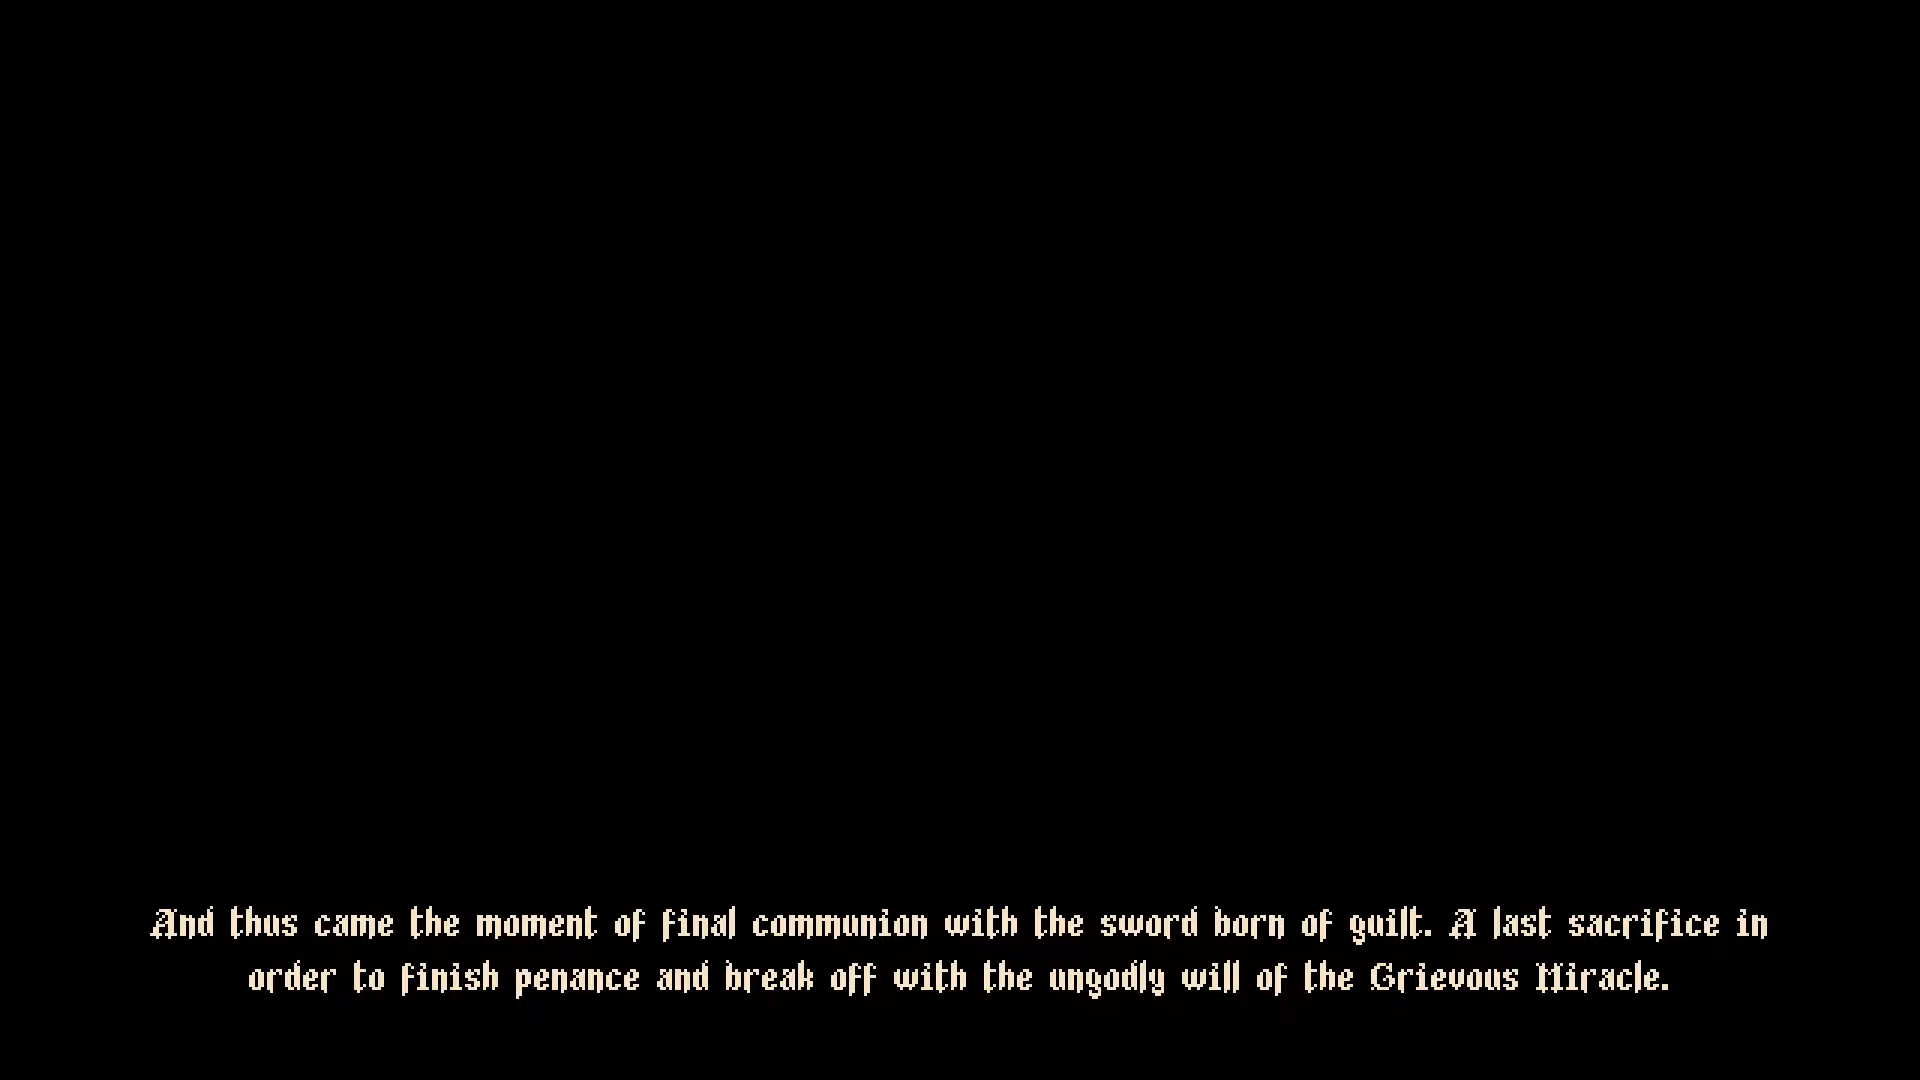 And thus came the moment of final communion with the sword born of guilt. A last sacrifice in
order to finish penance and break off with the ungodly will of the Grievous Miracle.